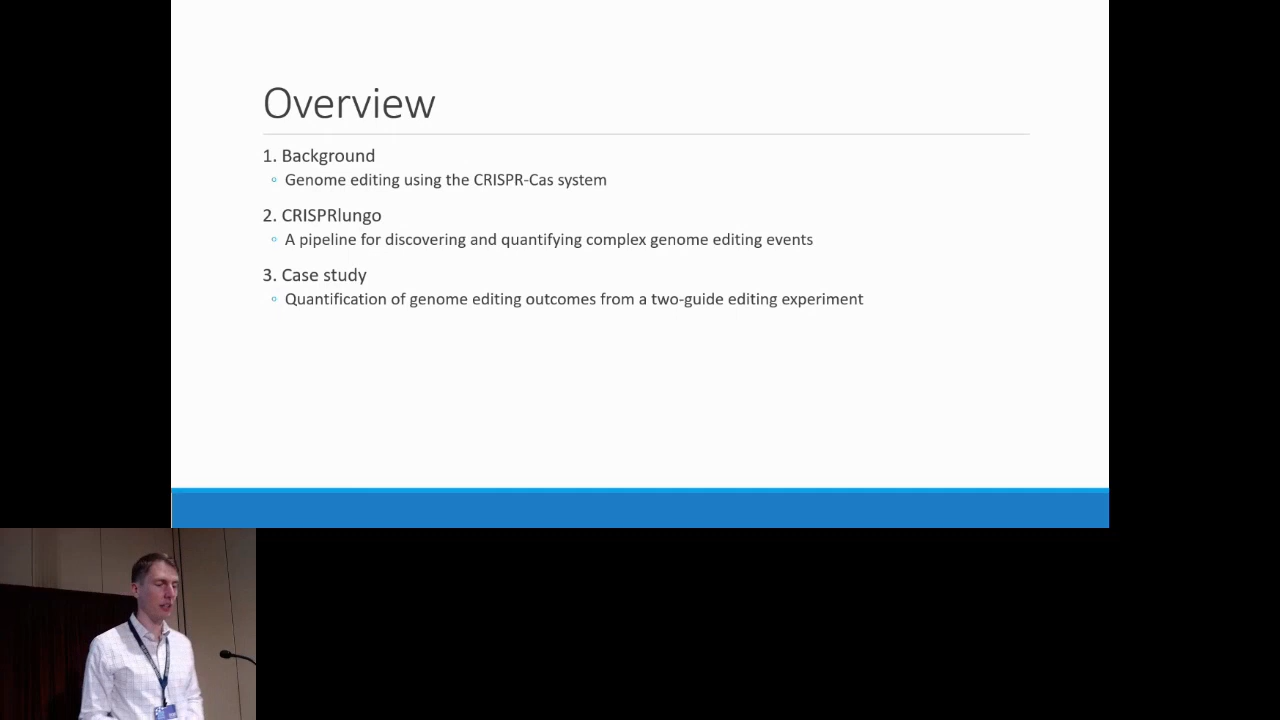 Overview
1. Background
◦ Genome editing using the CRISPR-Cas system
2. CRISPRlungo
◦ A pipeline for discovering and quantifying complex genome editing events
3. Case study
◦ Quantification of genome editing outcomes from a two-guide editing experiment